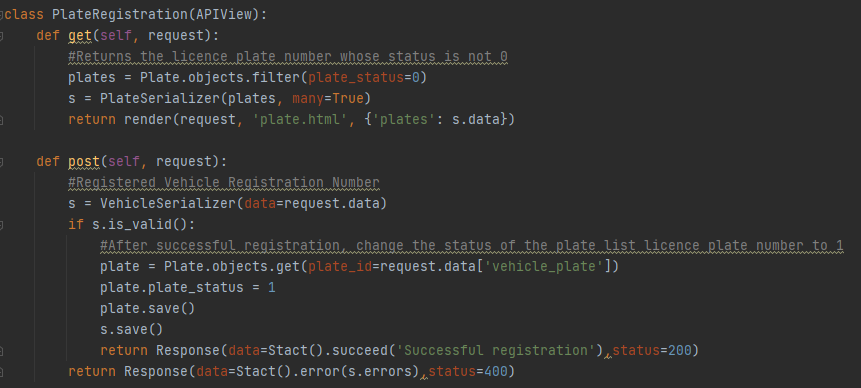 class PlateRegistration(APIView):
    def get(self, request):
        #Returns the licence plate number whose status is not 0
        plates = Plate.objects.filter(plate_status=0)
        s = PlateSerializer(plates, many=True)
        return render(request, 'plate.html', {'plates': s.data})

    def post(self, request):
        #Registered Vehicle Registration Number
        s = VehicleSerializer(data=request.data)
        if s.is_valid():
            #After successful registration, change the status of the plate list licence plate number to 1
            plate = Plate.objects.get(plate_id=request.data['vehicle_plate'])
            plate.plate_status = 1
            plate.save()
            s.save()
            return Response(data=Stact().succeed('Successful registration'),status=200)
        return Response(data=Stact().error(s.errors),status=400)